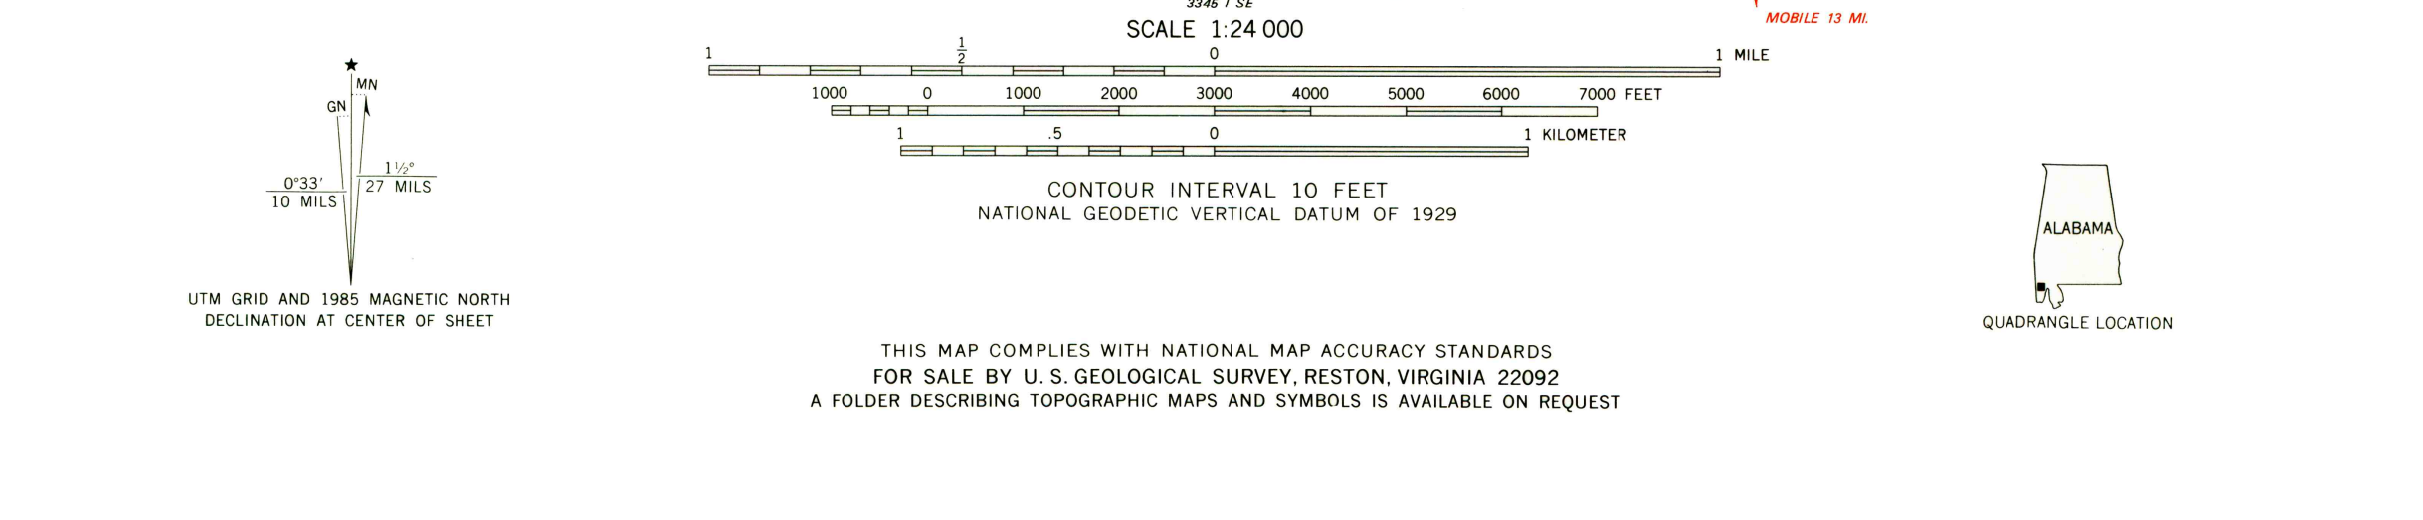 3345 I SE
SCALE 1:24 000
MOBILE 13 MI.
1 1/2 0 1 MILE
1000 0 1000 2000 3000 4000 5000 6000 7000 FEET
1 .5 0 1 KILOMETER
CONTOUR INTERVAL 10 FEET
NATIONAL GEODETIC VERTICAL DATUM OF 1929
★
MN
GN
1½°
27 MILS
0°33′
10 MILS
UTM GRID AND 1985 MAGNETIC NORTH
DECLINATION AT CENTER OF SHEET
THIS MAP COMPLIES WITH NATIONAL MAP ACCURACY STANDARDS
FOR SALE BY U. S. GEOLOGICAL SURVEY, RESTON, VIRGINIA 22092
A FOLDER DESCRIBING TOPOGRAPHIC MAPS AND SYMBOLS IS AVAILABLE ON REQUEST
ALABAMA
QUADRANGLE LOCATION